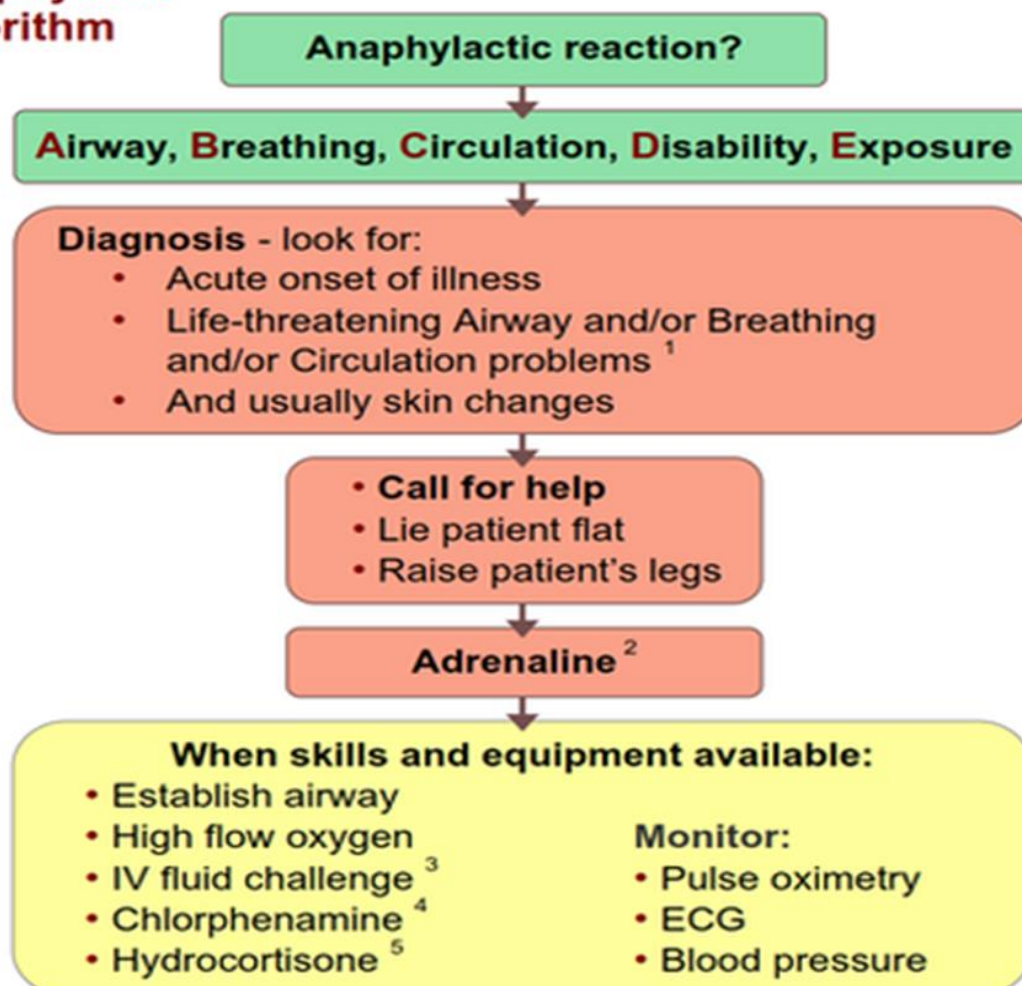 rithm
Anaphylactic reaction?
Airway, Breathing, Circulation, Disability, Exposure
Diagnosis - look for:
• Acute onset of illness
• Life-threatening Airway and/or Breathing
and/or Circulation problems 1
• And usually skin changes
• Call for help
• Lie patient flat
• Raise patient's legs
Adrenaline 2
When skills and equipment available:
• Establish airway
• High flow oxygen
• IV fluid challenge 3
• Chlorphenamine 4
• Hydrocortisone 5
Monitor:
• Pulse oximetry
• ECG
• Blood pressure